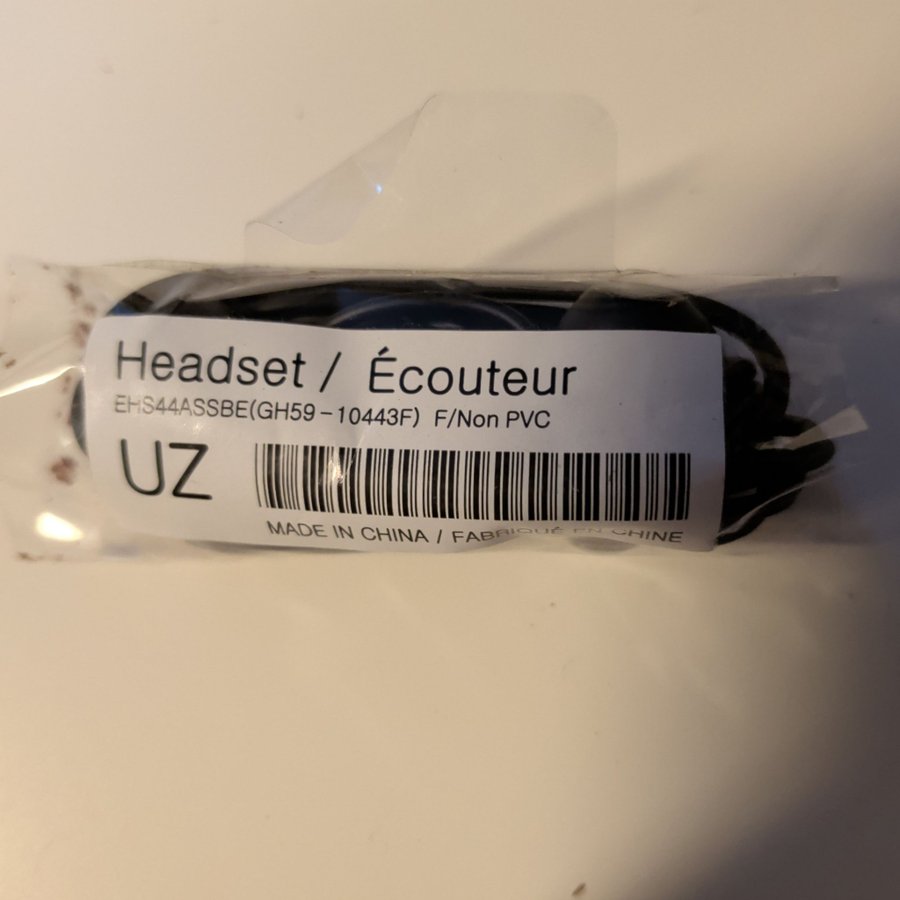 Headset / Écouteur
EHS44ASSBE(GH59-10443F) F/Non PVC
UZ
MADE IN CHINA / FABRIQUÉ EN CHINE